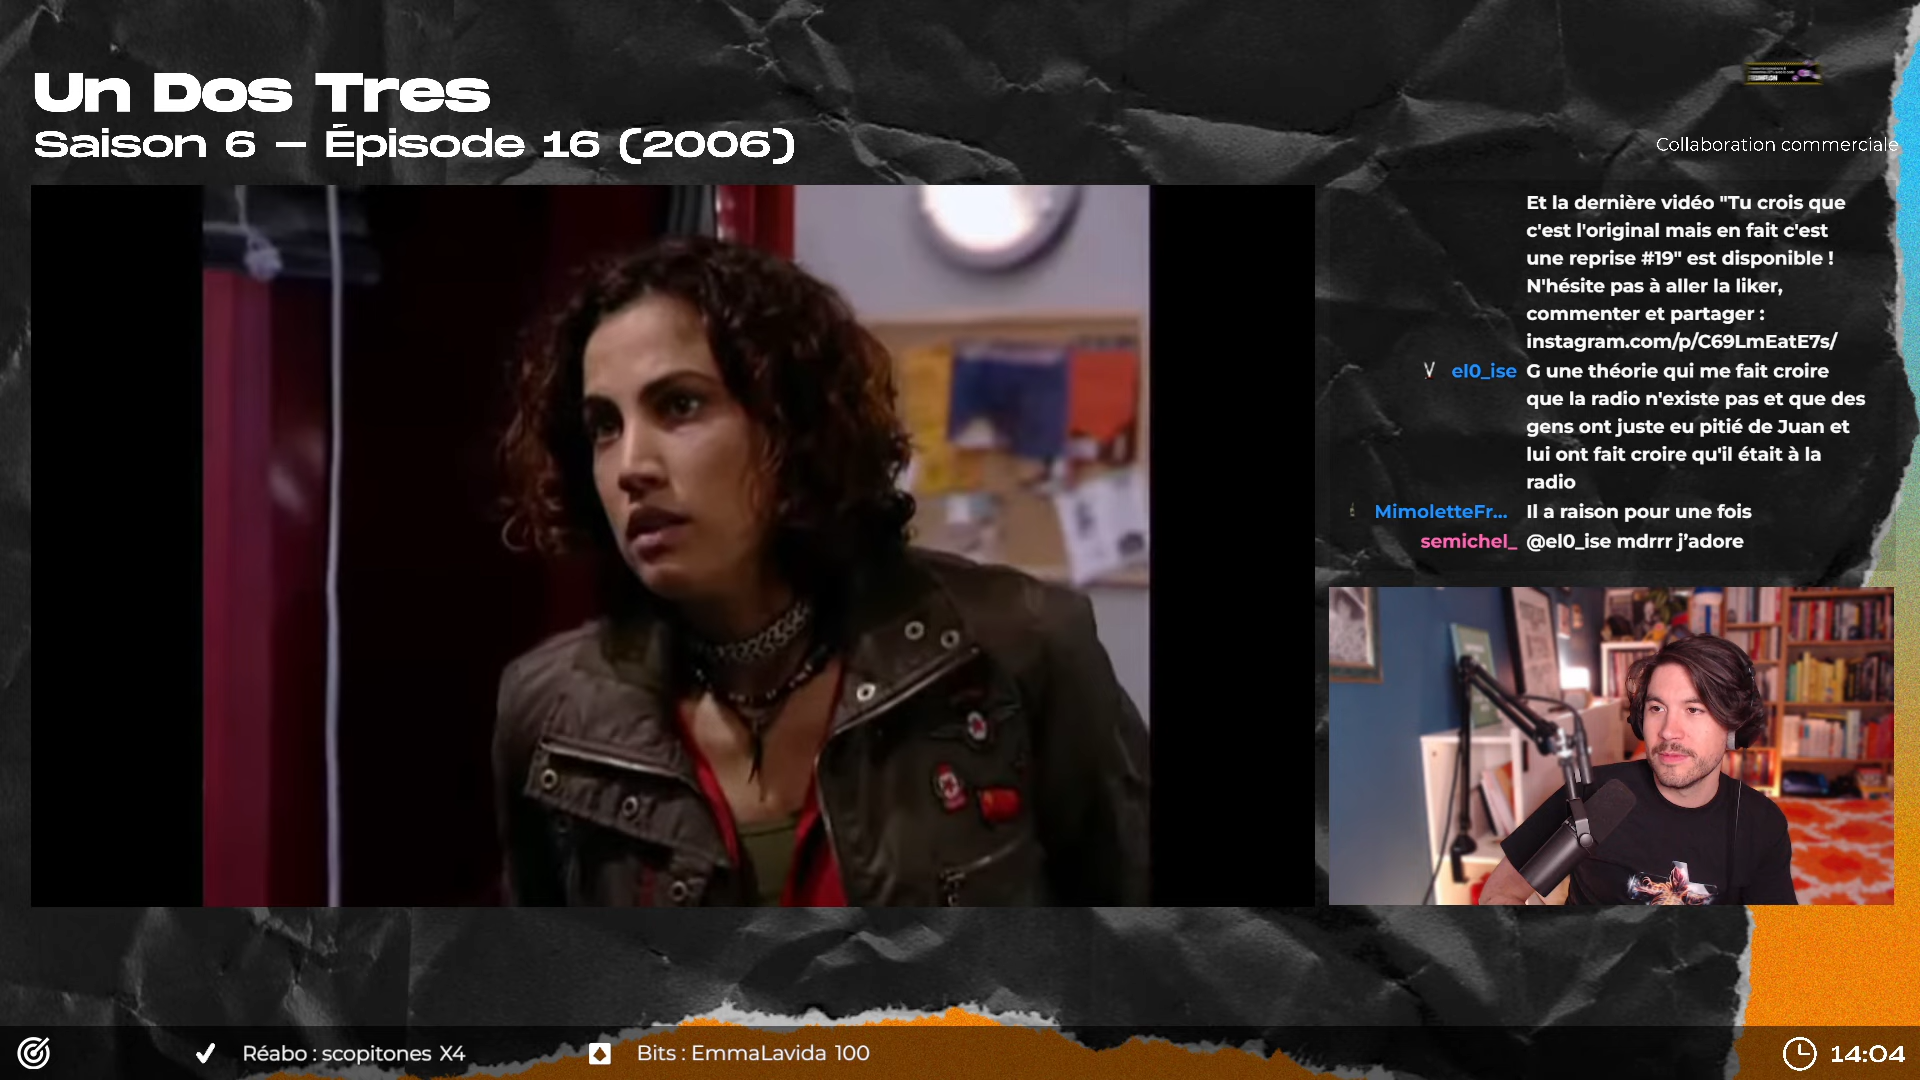 Un Dos Tres
Saison 6 – Épisode 16 (2006)
Collaboration commerciale
Et la dernière vidéo "Tu crois que
c'est l'original mais en fait c'est
une reprise #19" est disponible !
N'hésite pas à aller la liker,
commenter et partager :
instagram.com/p/C69LmEatE7s/
el0_ise G une théorie qui me fait croire
que la radio n'existe pas et que des
gens ont juste eu pitié de Juan et
lui ont fait croire qu'il était à la
radio
MimoletteFr... Il a raison pour une fois
semichel_ @el0_ise mdrrr j’adore
Réabo : scopitones X4
Bits : EmmaLavida 100
14:04